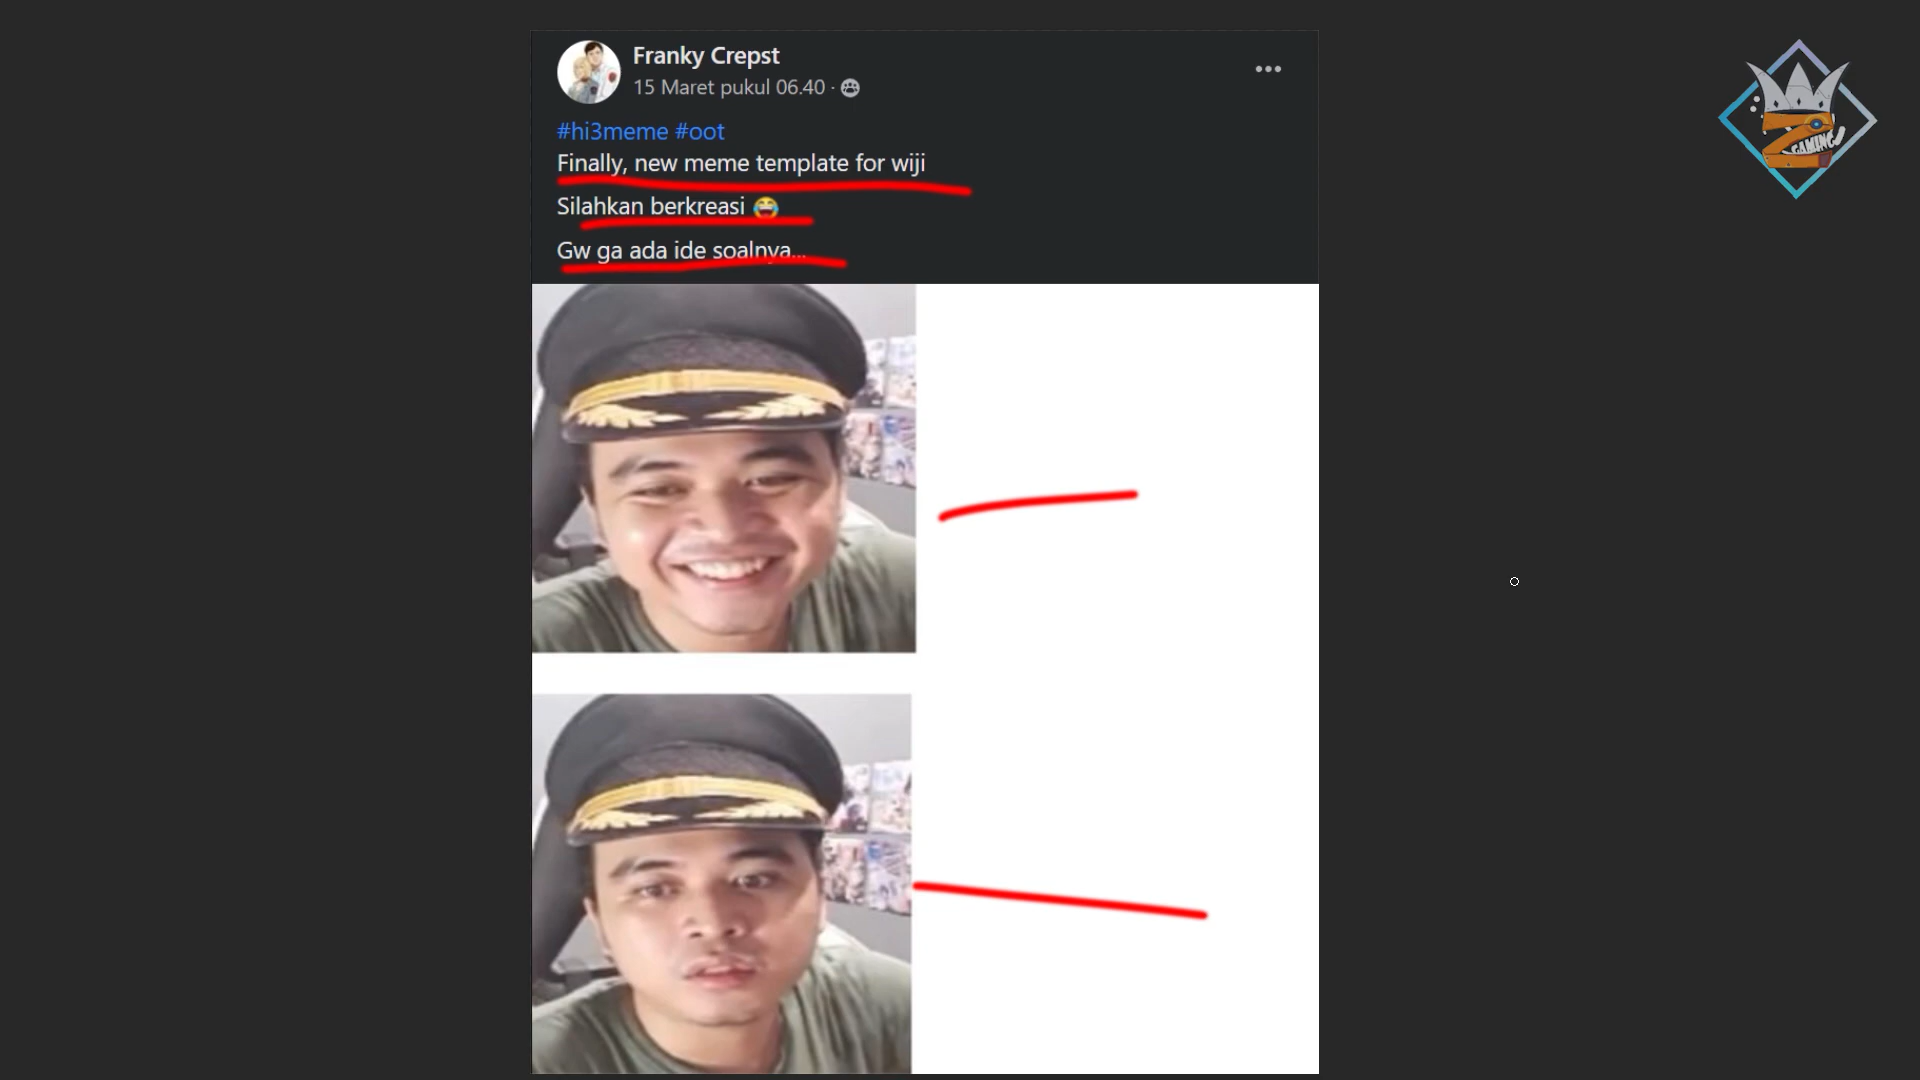 Franky Crepst
15 Maret pukul 06.40 ·
#hi3meme #oot
Finally, new meme template for wiji
Silahkan berkreasi 😂
Gw ga ada ide soalnya...
GAMING